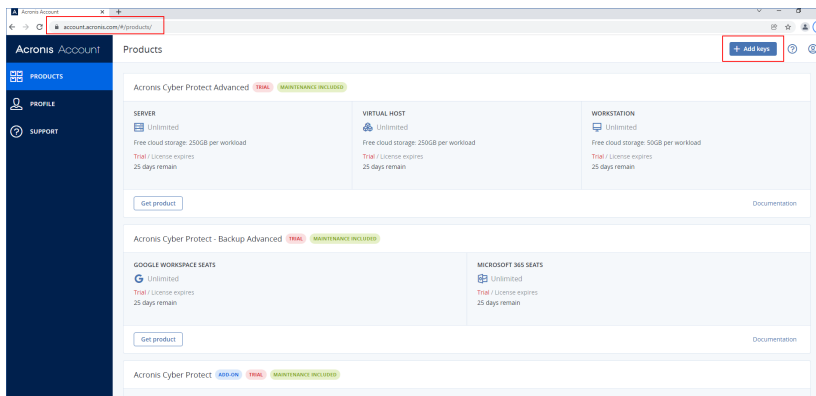 Acronis Account
account.acronis.com/#/products/
Acronis Account
Products
+ Add keys
PRODUCTS
PROFILE
SUPPORT
Acronis Cyber Protect Advanced TRIAL MAINTENANCE INCLUDED
SERVER
Unlimited
Free cloud storage: 250GB per workload
Trial / License expires
25 days remain
VIRTUAL HOST
Unlimited
Free cloud storage: 250GB per workload
Trial / License expires
25 days remain
WORKSTATION
Unlimited
Free cloud storage: 50GB per workload
Trial / License expires
25 days remain
Get product
Documentation
Acronis Cyber Protect - Backup Advanced TRIAL MAINTENANCE INCLUDED
GOOGLE WORKSPACE SEATS
Unlimited
Trial / License expires
25 days remain
MICROSOFT 365 SEATS
Unlimited
Trial / License expires
25 days remain
Get product
Documentation
Acronis Cyber Protect ADD-ON TRIAL MAINTENANCE INCLUDED